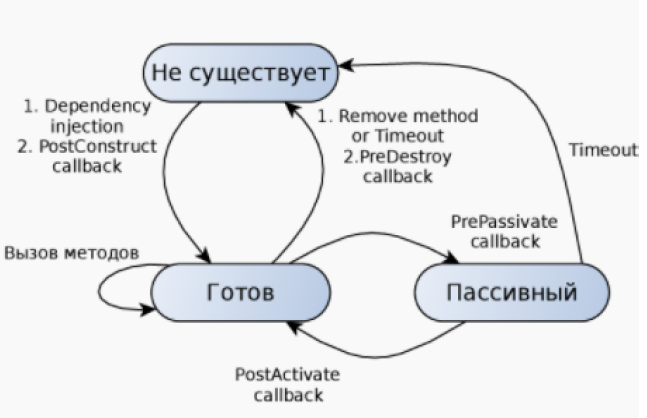 Не существует
1. Dependency
injection
2. PostConstruct
callback
1. Remove method
or Timeout
2.PreDestroy
callback
Timeout
PrePassivate
callback
Вызов методов
Готов
Пассивный
PostActivate
callback